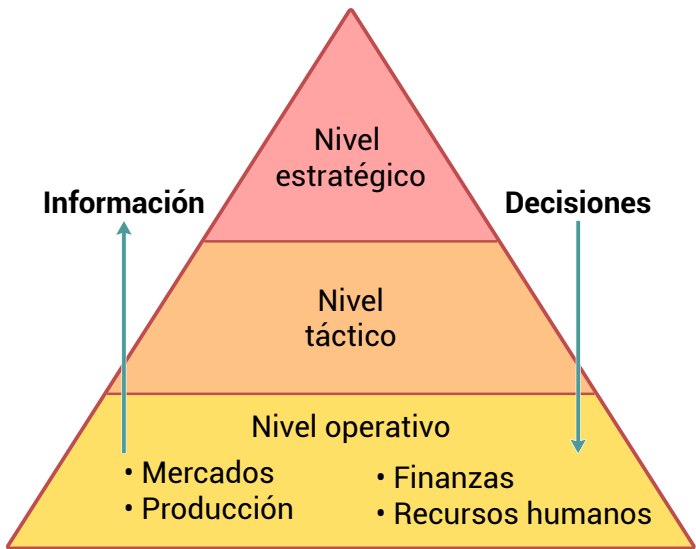 Nivel
estratégico
Información
Decisiones
Nivel
táctico
Nivel operativo
• Mercados
• Producción
• Finanzas
• Recursos humanos